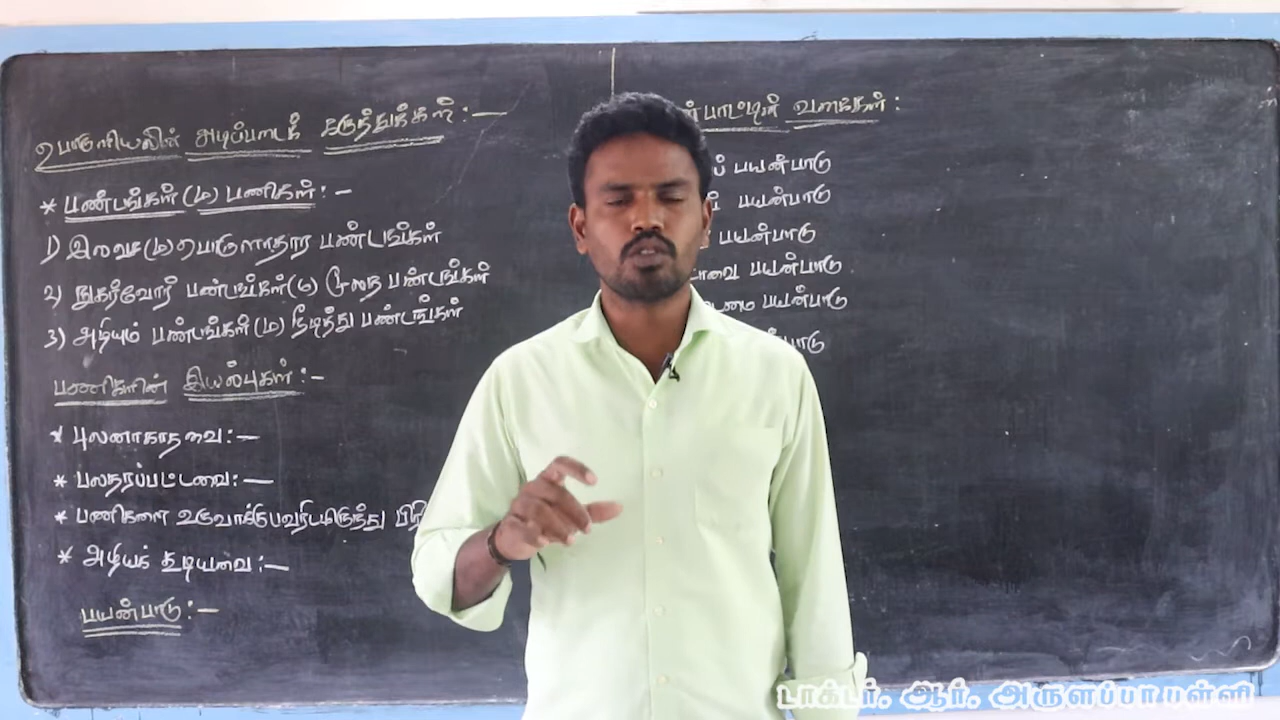 பொருளியலின் அடிப்படைக் கருத்துக்கள்:-
* பண்டங்கள் (ம) பணிகள்:-
1) இலவச (ம) பொருளாதார பண்டங்கள்
2) நுகர்வோர் பண்டங்கள் (ம) மூலத பண்டங்கள்
3) அழியும் பண்டங்கள் (ம) நீடித்து பண்டங்கள்
பணிகளின் இயல்புகள்:-
* புலனாகாதவை:-
* பலதரப்பட்டவை:-
* பணிகளை உருவாக்குபவரிடமிருந்து
* அழியக் கூடியவை:-
பயன்பாடு:-
வகைகள்:
பயன்பாடு
பயன்பாடு
பயன்பாடு
பயன்பாடு
பயன்பாடு
டாக்டர். ஆர். அருளப்பா பள்ளி